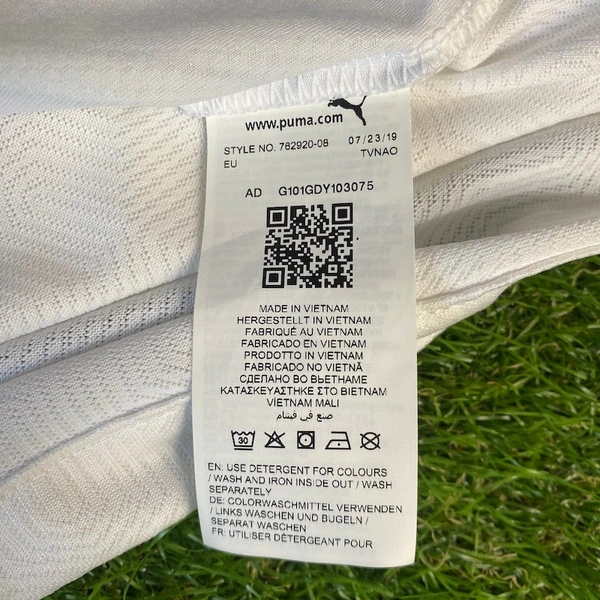 www.puma.com
STYLE NO. 762920-08 07/23/19
EU TVNAO
AD G101GDY103075
MADE IN VIETNAM
HERGESTELLT IN VIETNAM
FABRIQUÉ AU VIETNAM
FABRICADO EN VIETNAM
PRODOTTO IN VIETNAM
FABRICADO NO VIETNÃ
СДЕЛАНО ВО ВЬЕТНАМЕ
ΚΑΤΑΣΚΕΥΑΣΤΗΚΕ ΣΤΟ ΒΙΕΤΝΑΜ
VİETNAM MALI
صنع في فيتنام
30
EN: USE DETERGENT FOR COLOURS
/ WASH AND IRON INSIDE OUT / WASH
SEPARATELY
DE: COLORWASCHMITTEL VERWENDEN
/ LINKS WASCHEN UND BÜGELN /
SEPARAT WASCHEN
FR: UTILISER DÉTERGENT POUR